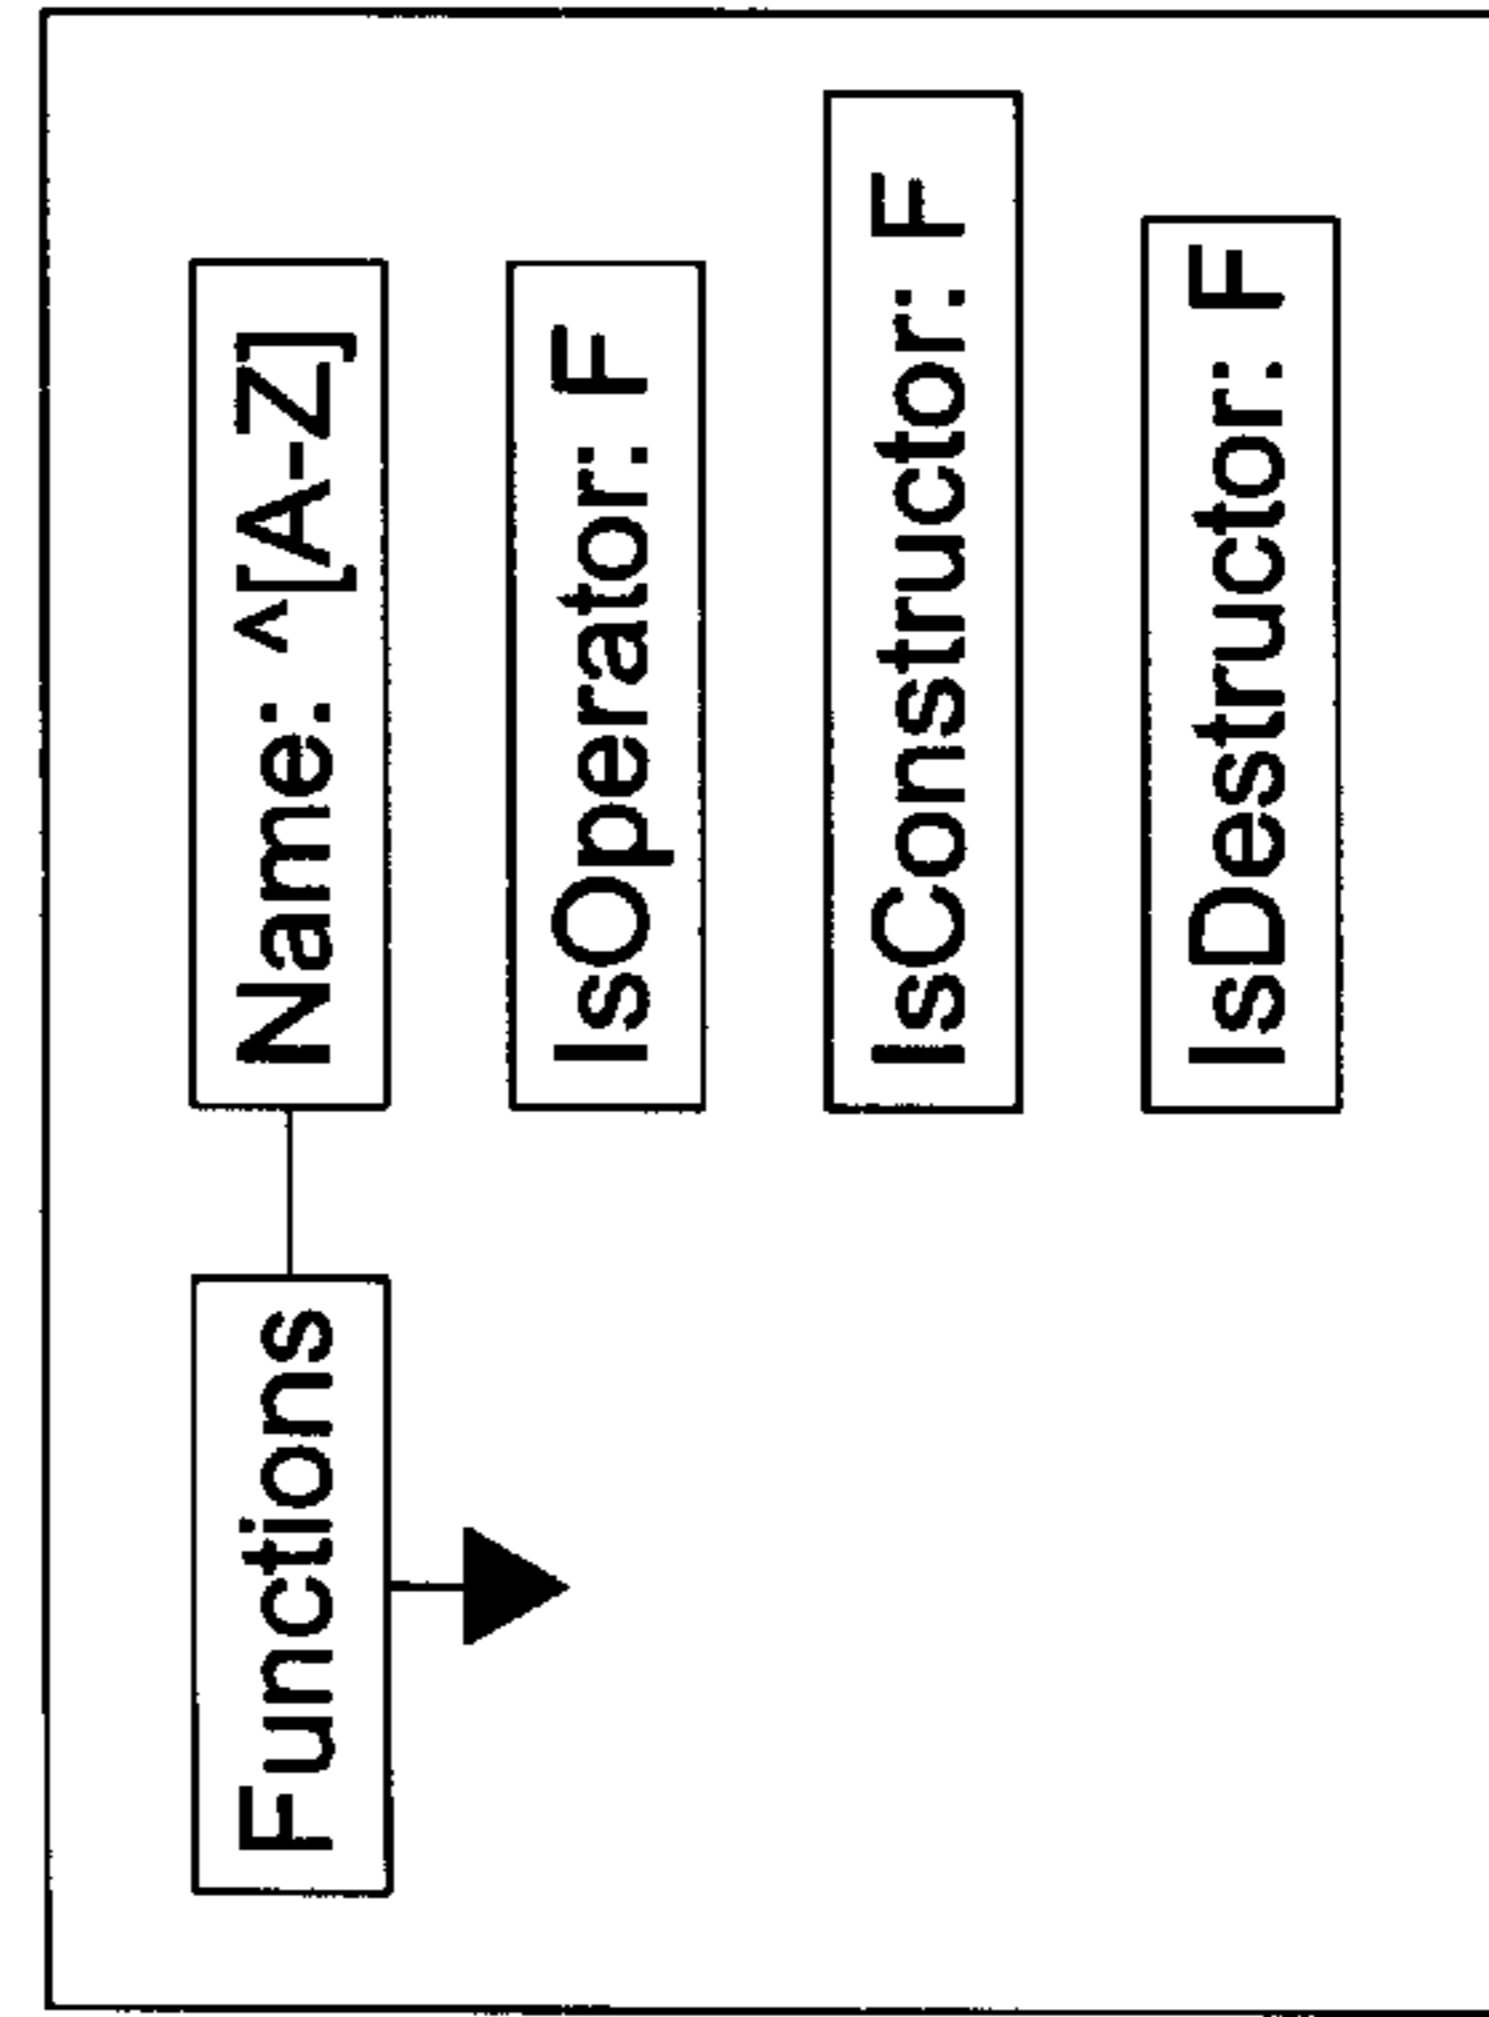 Functions
Name: ^[A-Z]
IsOperator: F
IsConstructor: F
IsDestructor: F